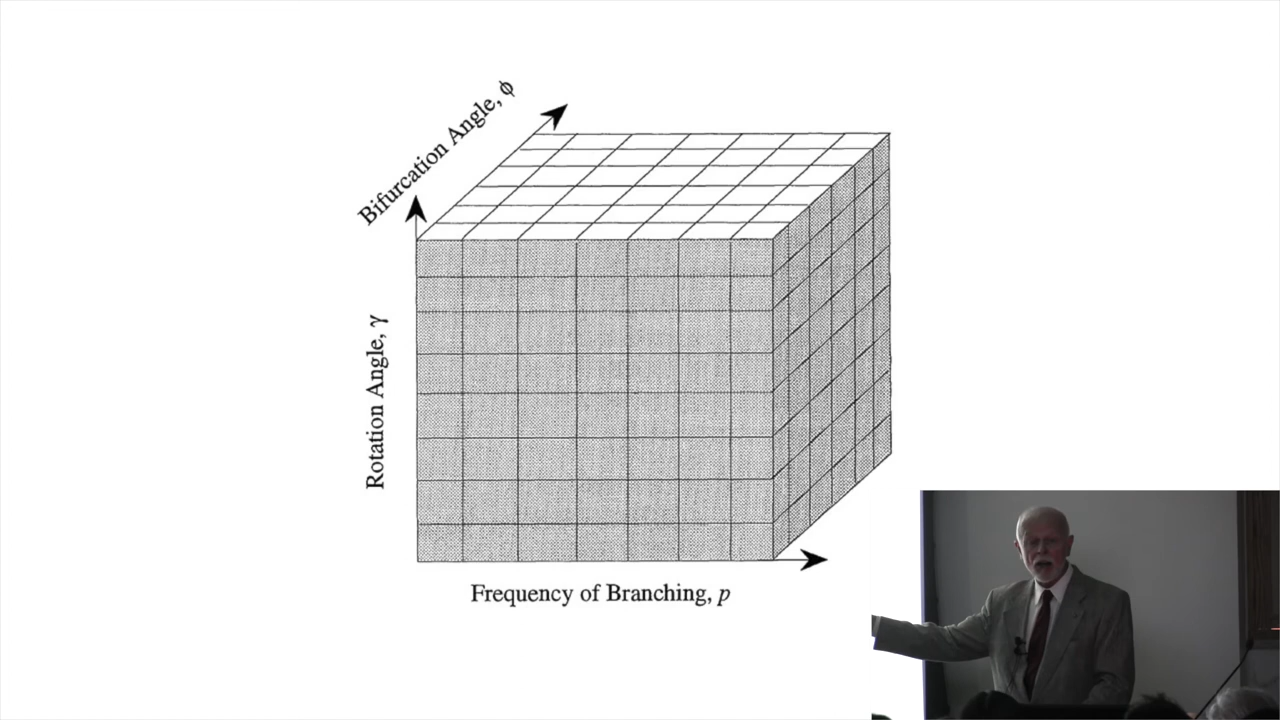 Bifurcation Angle, ϕ
Rotation Angle, γ
Frequency of Branching, p